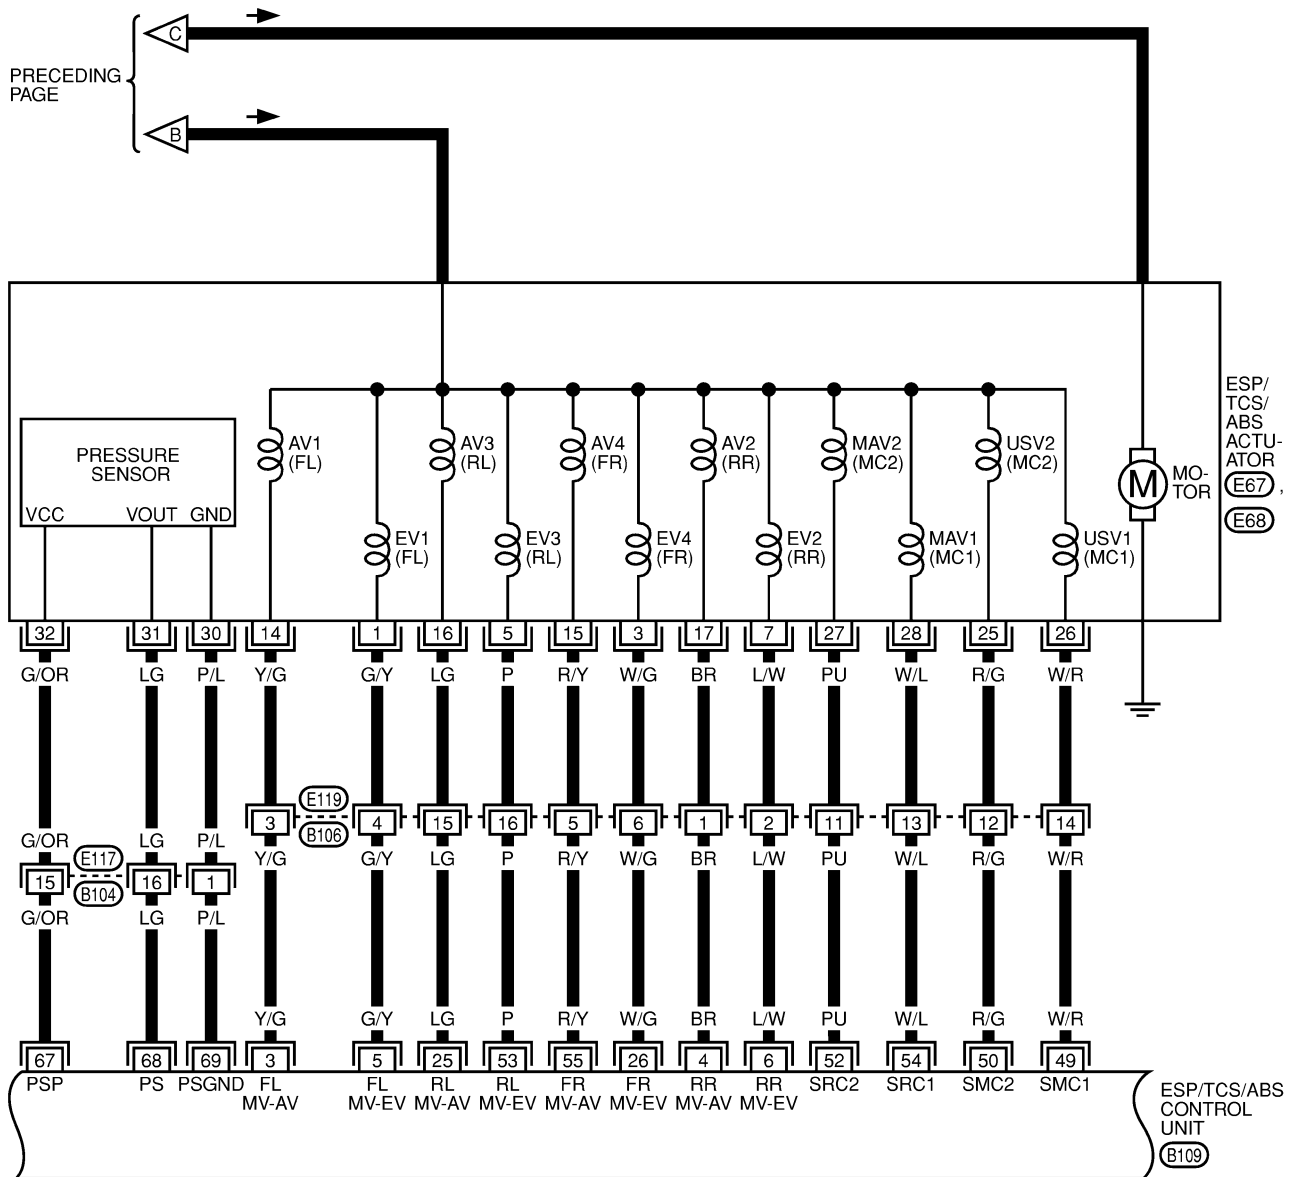 C
PRECEDING
PAGE
B
ESP/
TCS/
ABS
ACTU-
ATOR
E67 ,
E68
PRESSURE
SENSOR
VCC VOUT GND
AV1
(FL)
AV3
(RL)
AV4
(FR)
AV2
(RR)
MAV2
(MC2)
USV2
(MC2)
M
MO-
TOR
EV1
(FL)
EV3
(RL)
EV4
(FR)
EV2
(RR)
MAV1
(MC1)
USV1
(MC1)
32 31 30 14 1 16 5 15 3 17 7 27 28 25 26
G/OR LG P/L Y/G G/Y LG P R/Y W/G BR L/W PU W/L R/G W/R
E119
3 4 15 16 5 6 1 2 11 13 12 14
B106
G/OR LG P/L Y/G G/Y LG P R/Y W/G BR L/W PU W/L R/G W/R
E117
15 16 1
B104
G/OR LG P/L
Y/G G/Y LG P R/Y W/G BR L/W PU W/L R/G W/R
67 68 69 3 5 25 53 55 26 4 6 52 54 50 49
PSP PS PSGND FL FL RL RL FR FR RR RR SRC2 SRC1 SMC2 SMC1
MV-AV MV-EV MV-AV MV-EV MV-AV MV-EV MV-AV MV-EV
ESP/TCS/ABS
CONTROL
UNIT
B109